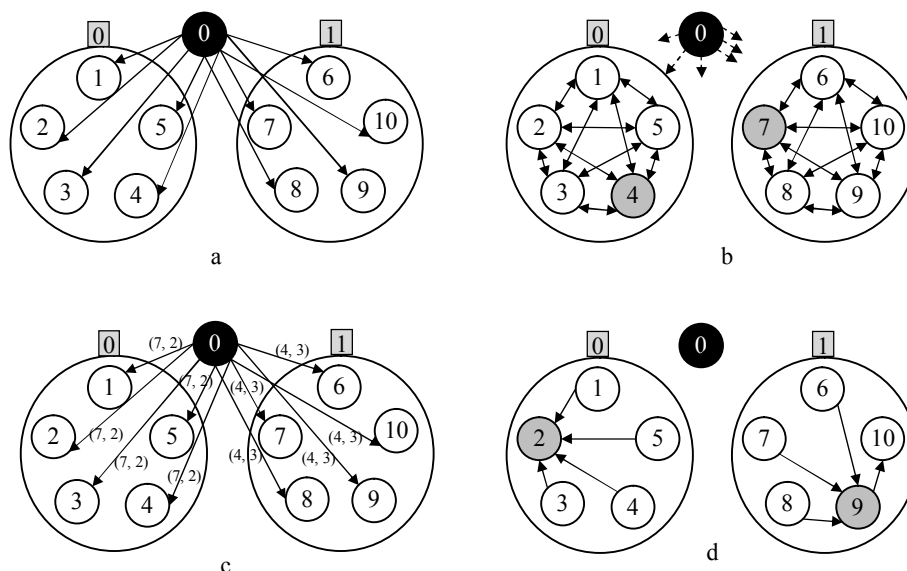 0 0 1
1 6
2 5 7 10
3 4 8 9
a
0 0 1
1 6
2 5 7 10
3 4 8 9
b
0 0 1
(7, 2) (4, 3)
1 6
(7, 2) (7, 2) (4, 3) (4, 3)
2 5 7 10
(7, 2) (4, 3) (4, 3)
3 4 8 9
c
0 0 1
1 6
2 5 7 10
3 4 8 9
d